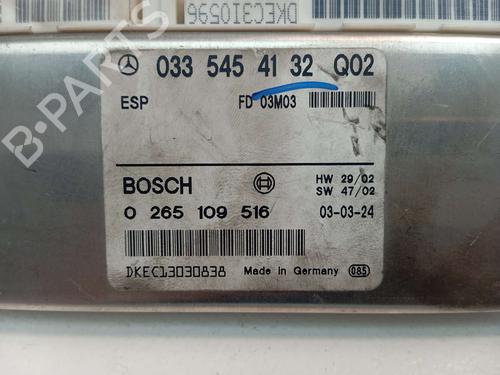 DKEC310596
033 545 41 32 Q02
ESP FD 03M03
BOSCH HW 29/02
SW 47/02
0 265 109 516 03-03-24
DKEC13030838 Made in Germany 085
B-PARTS